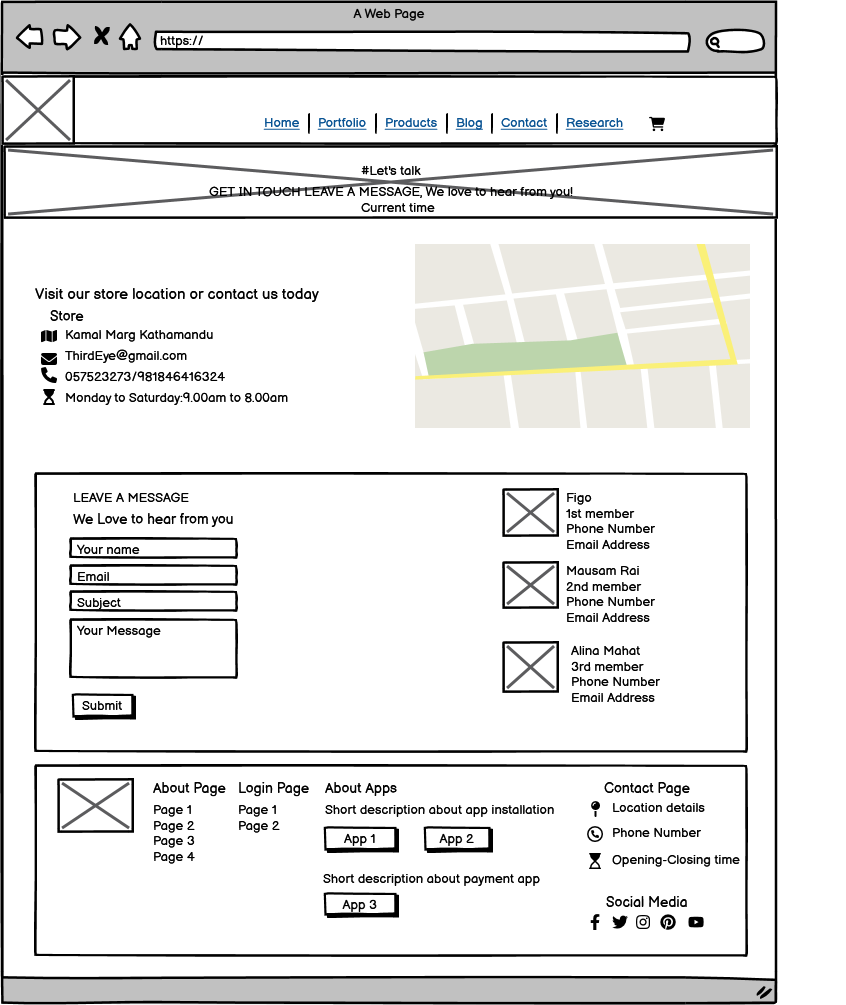 A Web Page
https://
Home Portfolio Products Blog Contact Research
#Let's talk
GET IN TOUCH LEAVE A MESSAGE, We love to hear from you!
Current time
Visit our store location or contact us today
Store
Kamal Marg Kathamandu
ThirdEye@gmail.com
057523273/981846416324
Monday to Saturday:9.00am to 8.00am
LEAVE A MESSAGE
We Love to hear from you
Your name
Email
Subject
Your Message
Submit
Figo
1st member
Phone Number
Email Address
Mausam Rai
2nd member
Phone Number
Email Address
Alina Mahat
3rd member
Phone Number
Email Address
About Page
Page 1
Page 2
Page 3
Page 4
Login Page
Page 1
Page 2
About Apps
Short description about app installation
App 1 App 2
Short description about payment app
App 3
Contact Page
Location details
Phone Number
Opening-Closing time
Social Media